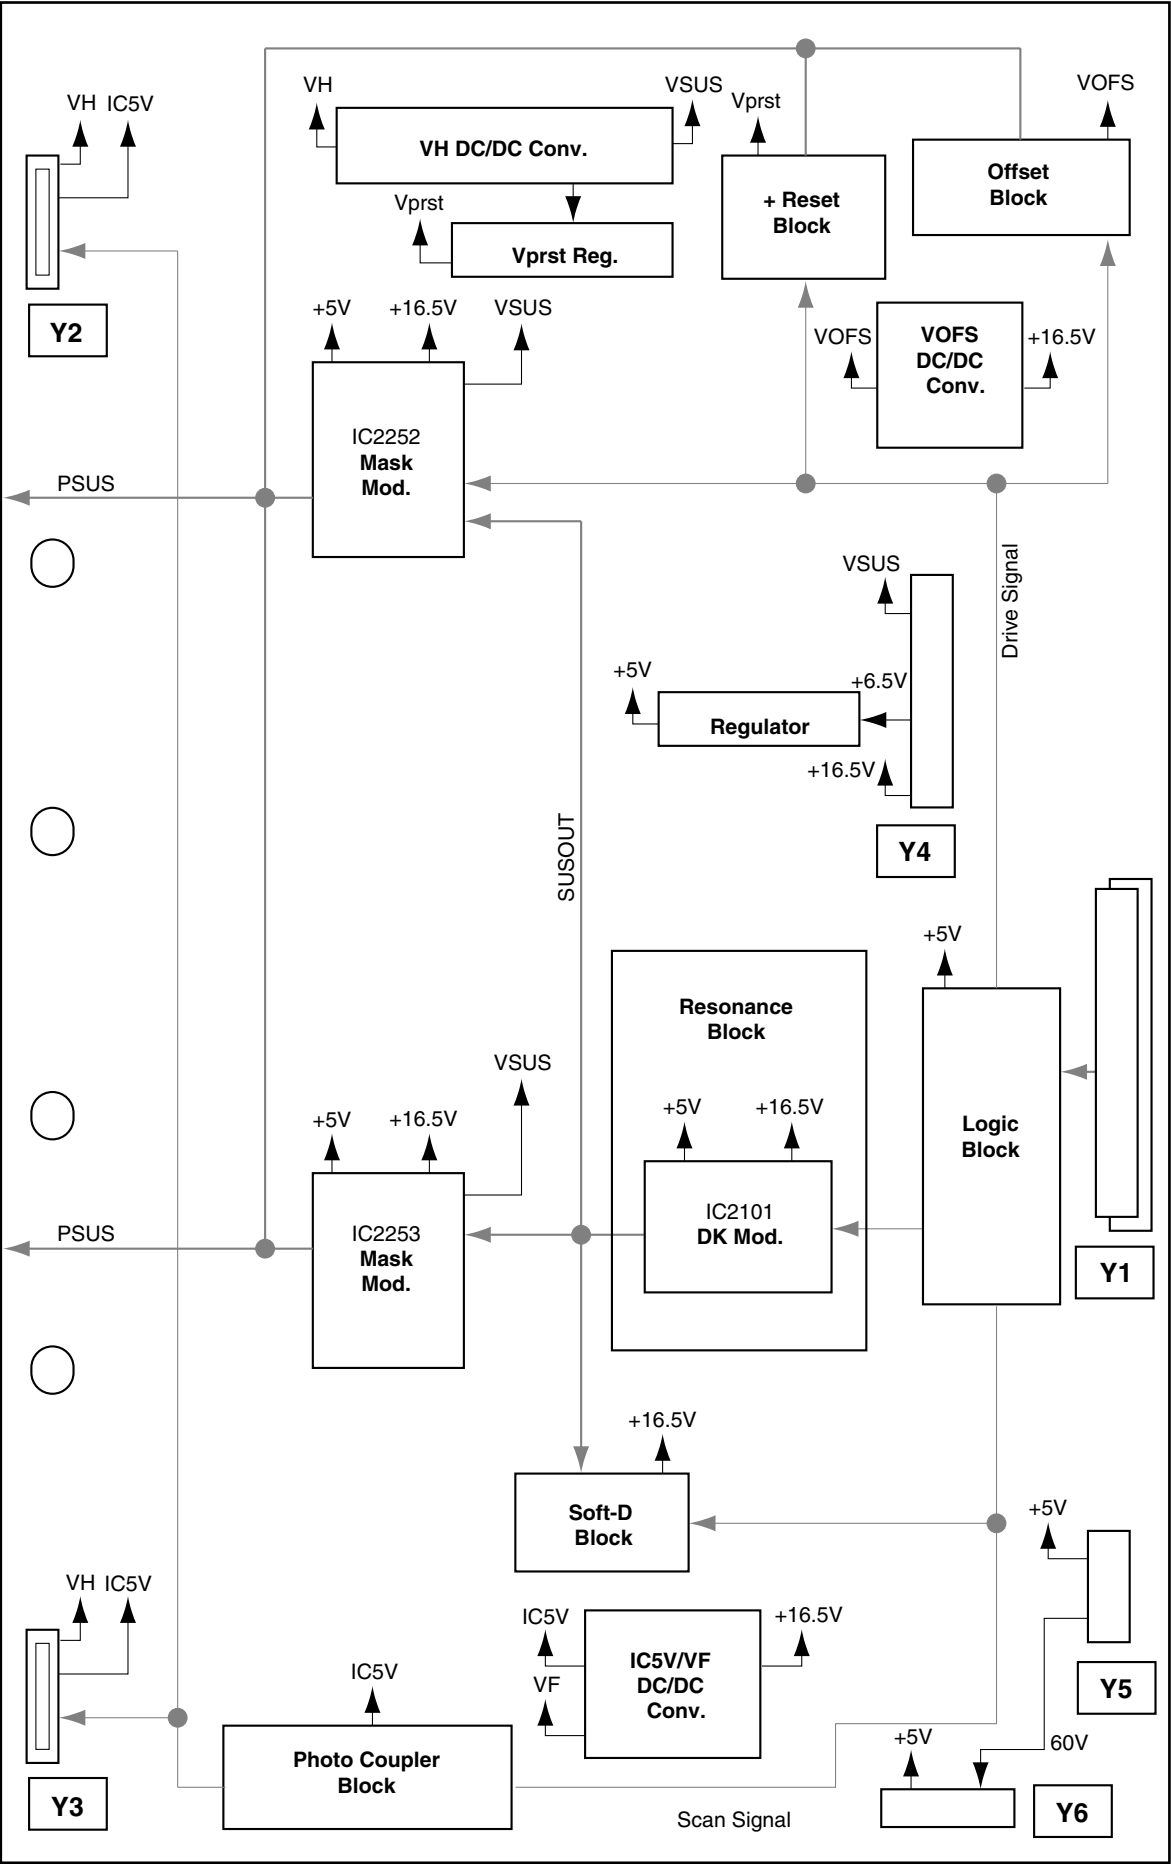 VH
VSUS
Vprst
VOFS
VH IC5V
VH DC/DC Conv.
Offset
Block
+ Reset
Block
Vprst
Vprst Reg.
Y2
+5V
+16.5V
VSUS
VOFS
VOFS
DC/DC
Conv.
+16.5V
IC2252
Mask
Mod.
PSUS
Drive Signal
VSUS
+5V
+6.5V
Regulator
+16.5V
Y4
SUSOUT
+5V
Resonance
Block
VSUS
+5V
+16.5V
+5V
+16.5V
Logic
Block
IC2101
DK Mod.
PSUS
IC2253
Mask
Mod.
Y1
+16.5V
Soft-D
Block
+5V
VH IC5V
IC5V
+16.5V
IC5V/VF
DC/DC
Conv.
IC5V
VF
Y5
+5V
60V
Photo Coupler
Block
Y3
Scan Signal
Y6